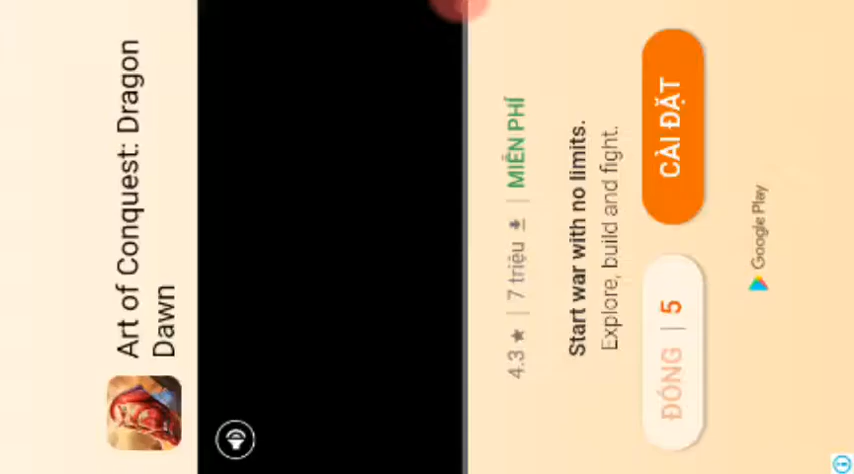 Art of Conquest: Dragon
Dawn
4.3 ★ | 7 triệu | MIỄN PHÍ
Start war with no limits.
Explore, build and fight.
ĐÓNG | 5
CÀI ĐẶT
Google Play